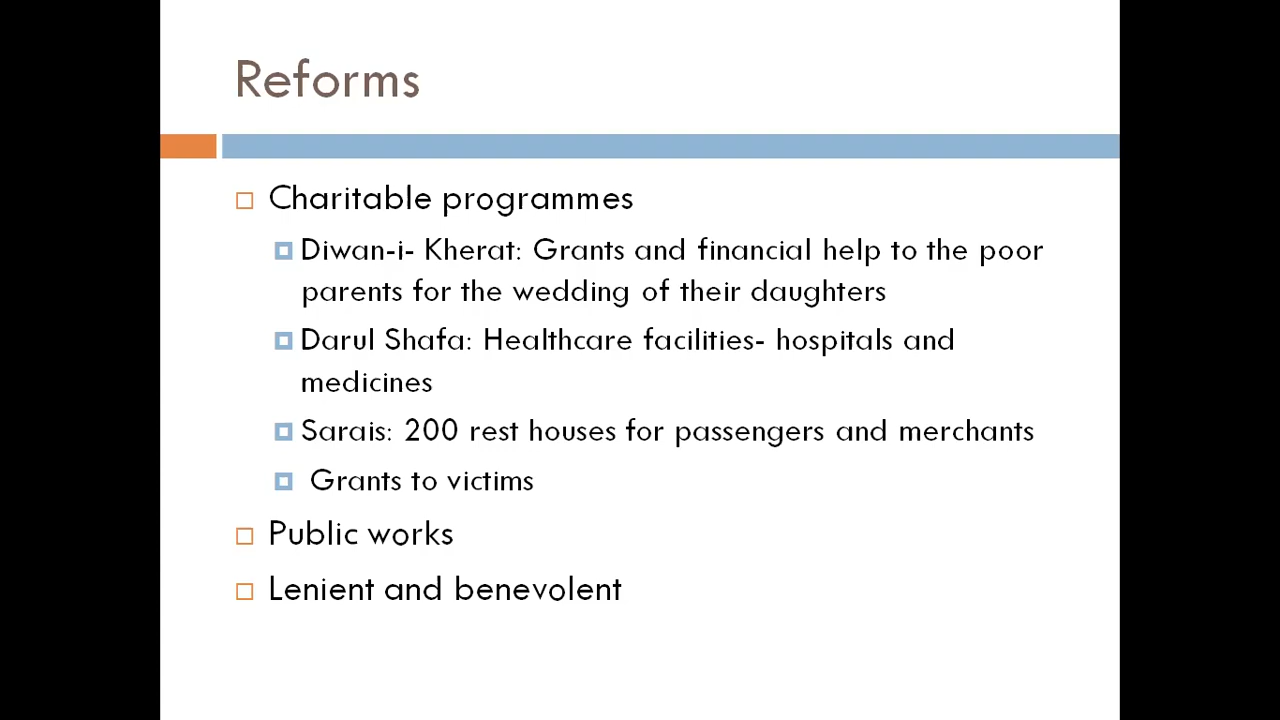 Reforms
Charitable programmes
Diwan-i- Kherat: Grants and financial help to the poor
parents for the wedding of their daughters
Darul Shafa: Healthcare facilities- hospitals and
medicines
Sarais: 200 rest houses for passengers and merchants
Grants to victims
Public works
Lenient and benevolent